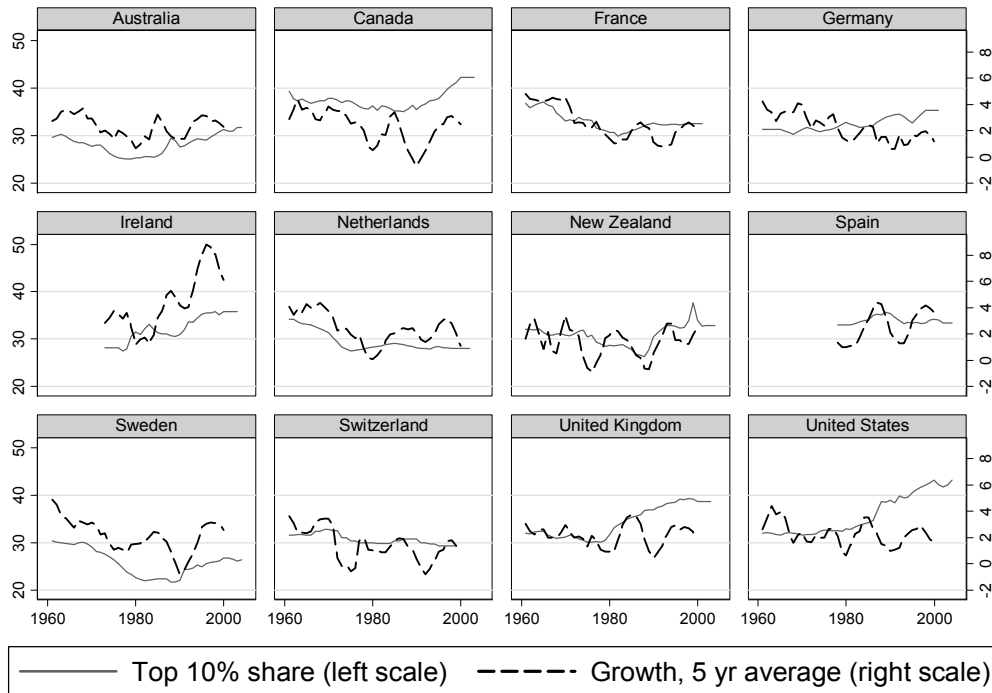 Australia
Canada
France
Germany
20 30 40 50
-2 0 2 4 6 8
Ireland
Netherlands
New Zealand
Spain
20 30 40 50
-2 0 2 4 6 8
Sweden
Switzerland
United Kingdom
United States
20 30 40 50
-2 0 2 4 6 8
1960 1980 2000
1960 1980 2000
1960 1980 2000
1960 1980 2000
Top 10% share (left scale)
Growth, 5 yr average (right scale)